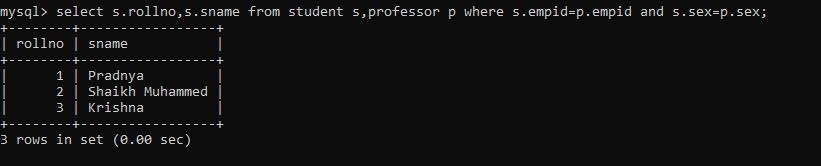 mysql> select s.rollno,s.sname from student s,professor p where s.empid=p.empid and s.sex=p.sex;
+--------+-----------------+
| rollno | sname           |
+--------+-----------------+
|      1 | Pradnya         |
|      2 | Shaikh Muhammed |
|      3 | Krishna         |
+--------+-----------------+
3 rows in set (0.00 sec)